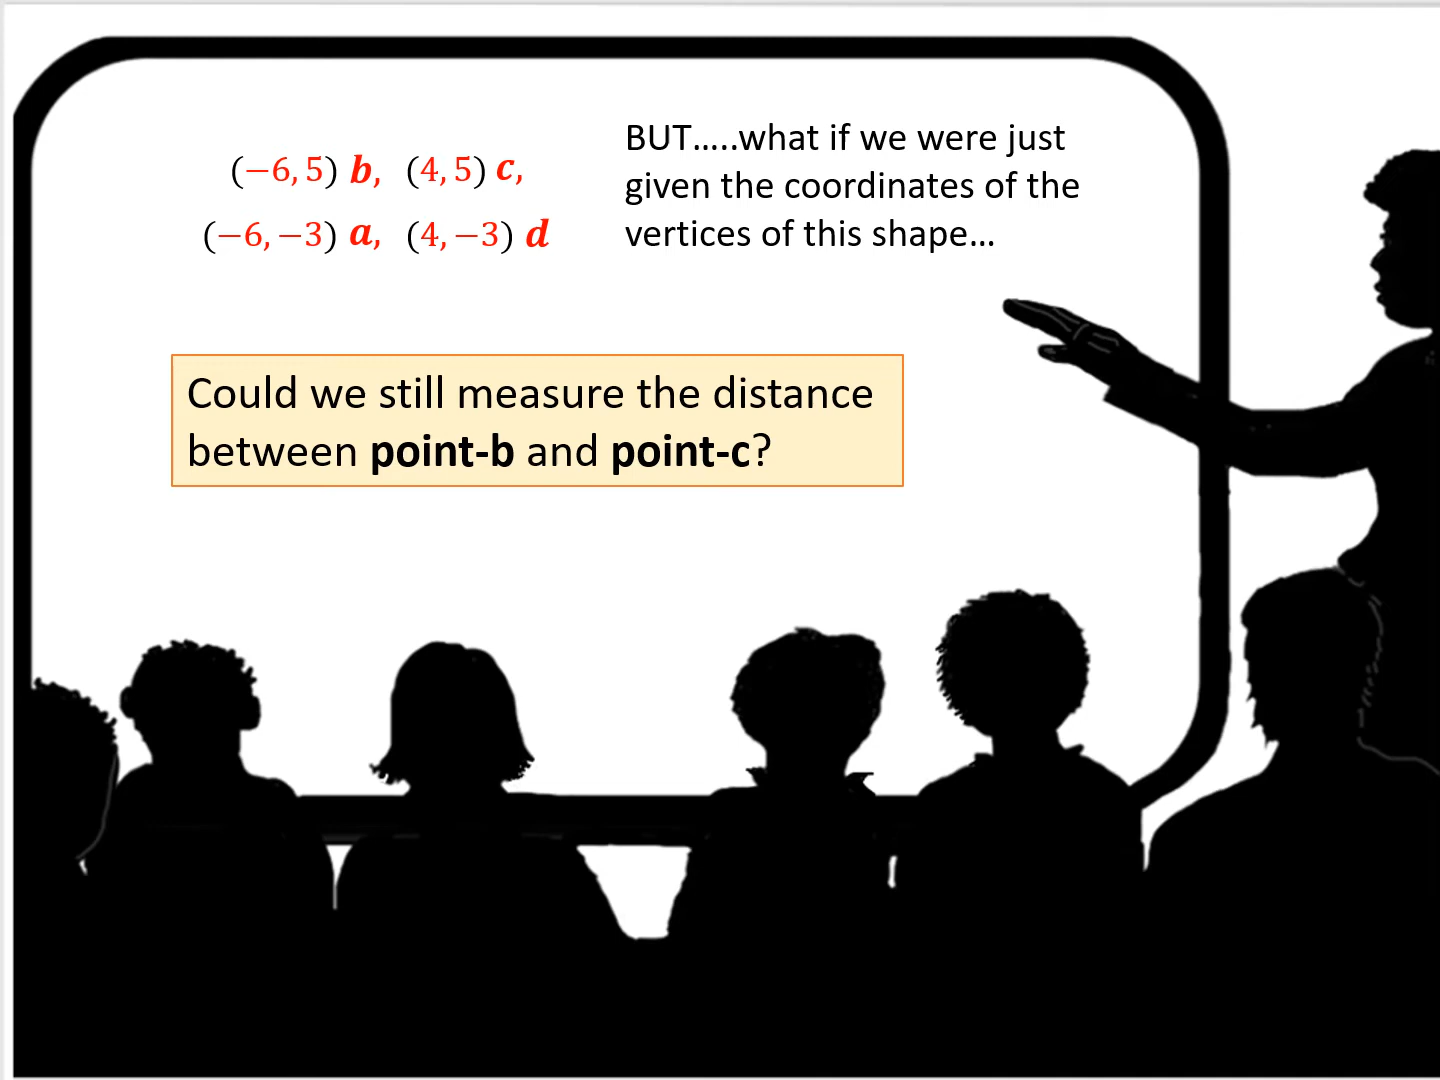 (−6, 5) b, (4, 5) c,
(−6, −3) a, (4, −3) d
BUT.....what if we were just
given the coordinates of the
vertices of this shape...
Could we still measure the distance
between point-b and point-c?